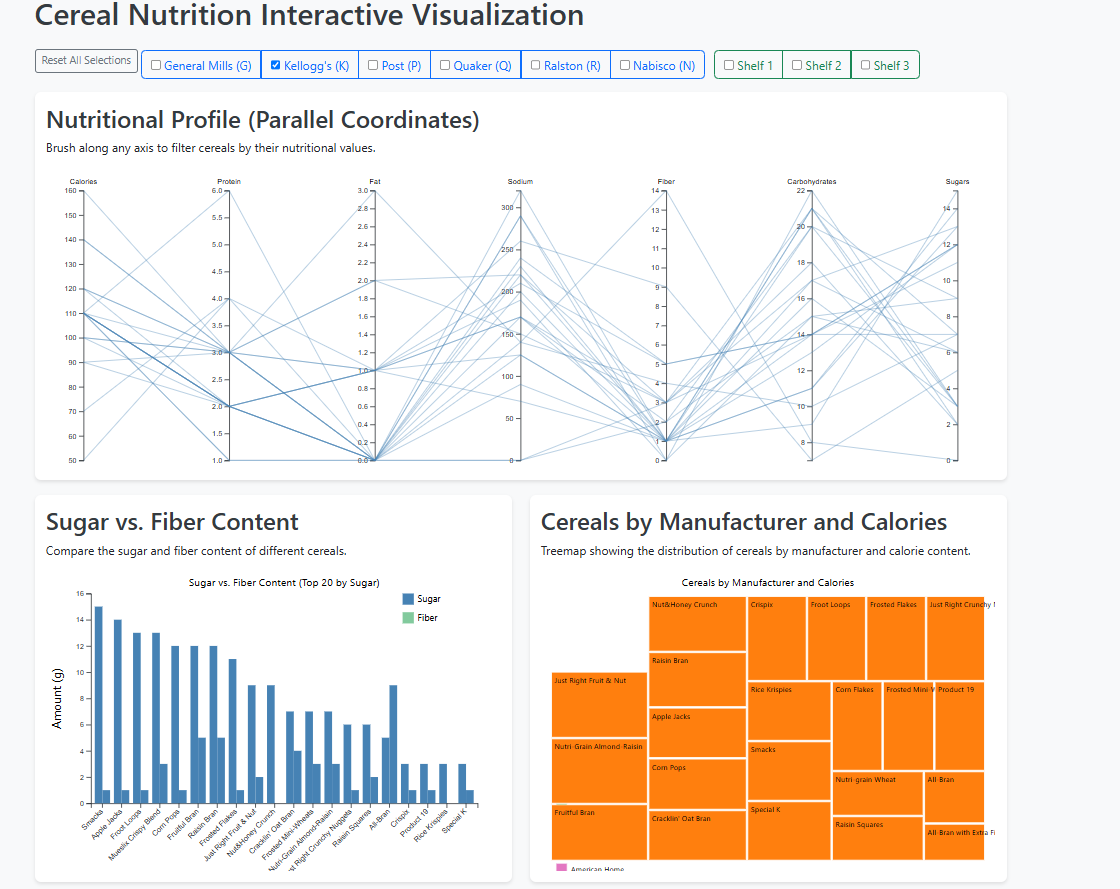 Cereal Nutrition Interactive Visualization
Reset All Selections General Mills (G) Kellogg's (K) Post (P) Quaker (Q) Ralston (R) Nabisco (N) Shelf 1 Shelf 2 Shelf 3
Nutritional Profile (Parallel Coordinates)
Brush along any axis to filter cereals by their nutritional values.
Calories
160
150
140
130
120
110
100
90
80
70
60
50
Protein
6.0
5.5
5.0
4.5
4.0
3.5
3.0
2.5
2.0
1.5
1.0
Fat
3.0
2.8
2.6
2.4
2.2
2.0
1.8
1.6
1.4
1.2
1.0
0.8
0.6
0.4
0.2
0.0
Sodium
300
250
200
150
100
50
0
Fiber
14
13
12
11
10
9
8
7
6
5
4
3
2
1
0
Carbohydrates
22
20
18
16
14
12
10
8
Sugars
14
12
10
8
6
4
2
0
Sugar vs. Fiber Content
Compare the sugar and fiber content of different cereals.
Sugar vs. Fiber Content (Top 20 by Sugar)
Sugar
Fiber
Amount (g)
16
14
12
10
8
6
4
2
0
Smacks
Apple Jacks
Froot Loops
Mueslix Crispy Blend
Corn Pops
Fruitful Bran
Raisin Bran
Frosted Flakes
Just Right Fruit & Nut
Nut&Honey Crunch
Cracklin' Oat Bran
Frosted Mini-Wheats
Nutri-Grain Almond-Raisin
st Right Crunchy Nuggets
Raisin Squares
All-Bran
Crispix
Product 19
Rice Krispies
Special K
Cereals by Manufacturer and Calories
Treemap showing the distribution of cereals by manufacturer and calorie content.
Cereals by Manufacturer and Calories
Just Right Fruit & Nut
Nutri-Grain Almond-Raisin
Fruitful Bran
Nut&Honey Crunch
Raisin Bran
Apple Jacks
Corn Pops
Cracklin' Oat Bran
Crispix
Froot Loops
Frosted Flakes
Just Right Crunchy
Rice Krispies
Smacks
Special K
Corn Flakes
Frosted Mini-W
Product 19
Nutri-grain Wheat
Raisin Squares
All-Bran
All-Bran with Extra Fi
American Home